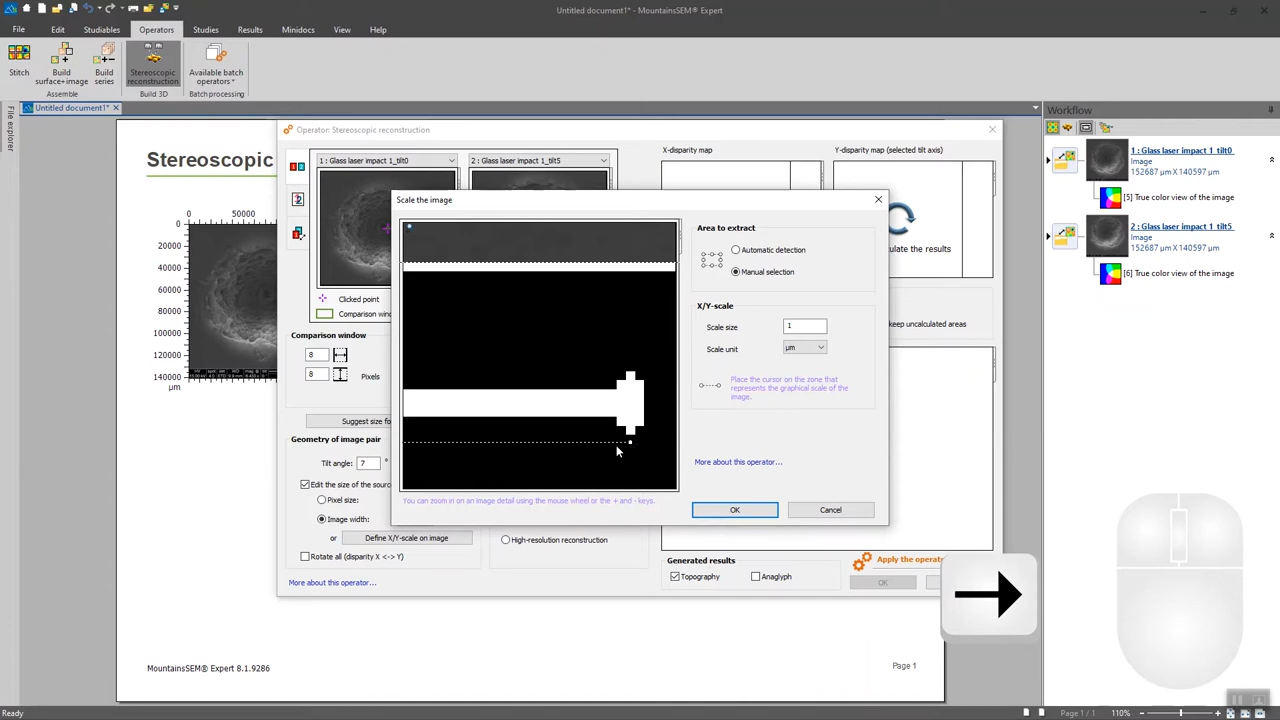 Untitled document1* - MountainsSEM® Expert
File Edit Studiables Operators Studies Results Minidocs View Help
Stitch
Build surface+image
Build series
Stereoscopic reconstruction
Available batch operators
Assemble
Build 3D
Batch processing
File explorer
Untitled document1*
Stereoscopic
0 50000
0
20000
40000
60000
80000
100000
120000
140000
µm
MountainsSEM® Expert 8.1.9286
Page 1
Operator: Stereoscopic reconstruction
1 : Glass laser impact 1_tilt0
2 : Glass laser impact 1_tilt5
X-disparity map
Y-disparity map (selected tilt axis)
Clicked point
Comparison wind
Comparison window
8
8
Pixels
Suggest size fo
Geometry of image pair
Tilt angle: 7 °
Edit the size of the source
Pixel size:
Image width:
or
Define X/Y-scale on image
Rotate all (disparity X <-> Y)
More about this operator...
High-resolution reconstruction
ulate the results
keep uncalculated areas
Generated results
Topography
Anaglyph
Apply the operato
OK
Scale the image
You can zoom in on an image detail using the mouse wheel or the + and - keys.
Area to extract
Automatic detection
Manual selection
X/Y-scale
Scale size 1
Scale unit µm
Place the cursor on the zone that
represents the graphical scale of the
image.
More about this operator...
OK
Cancel
Workflow
1 : Glass laser impact 1_tilt0
Image
152687 µm X 140597 µm
[5] True color view of the image
2 : Glass laser impact 1_tilt5
Image
152687 µm X 140597 µm
[6] True color view of the image
Ready
Page 1 / 1
110%